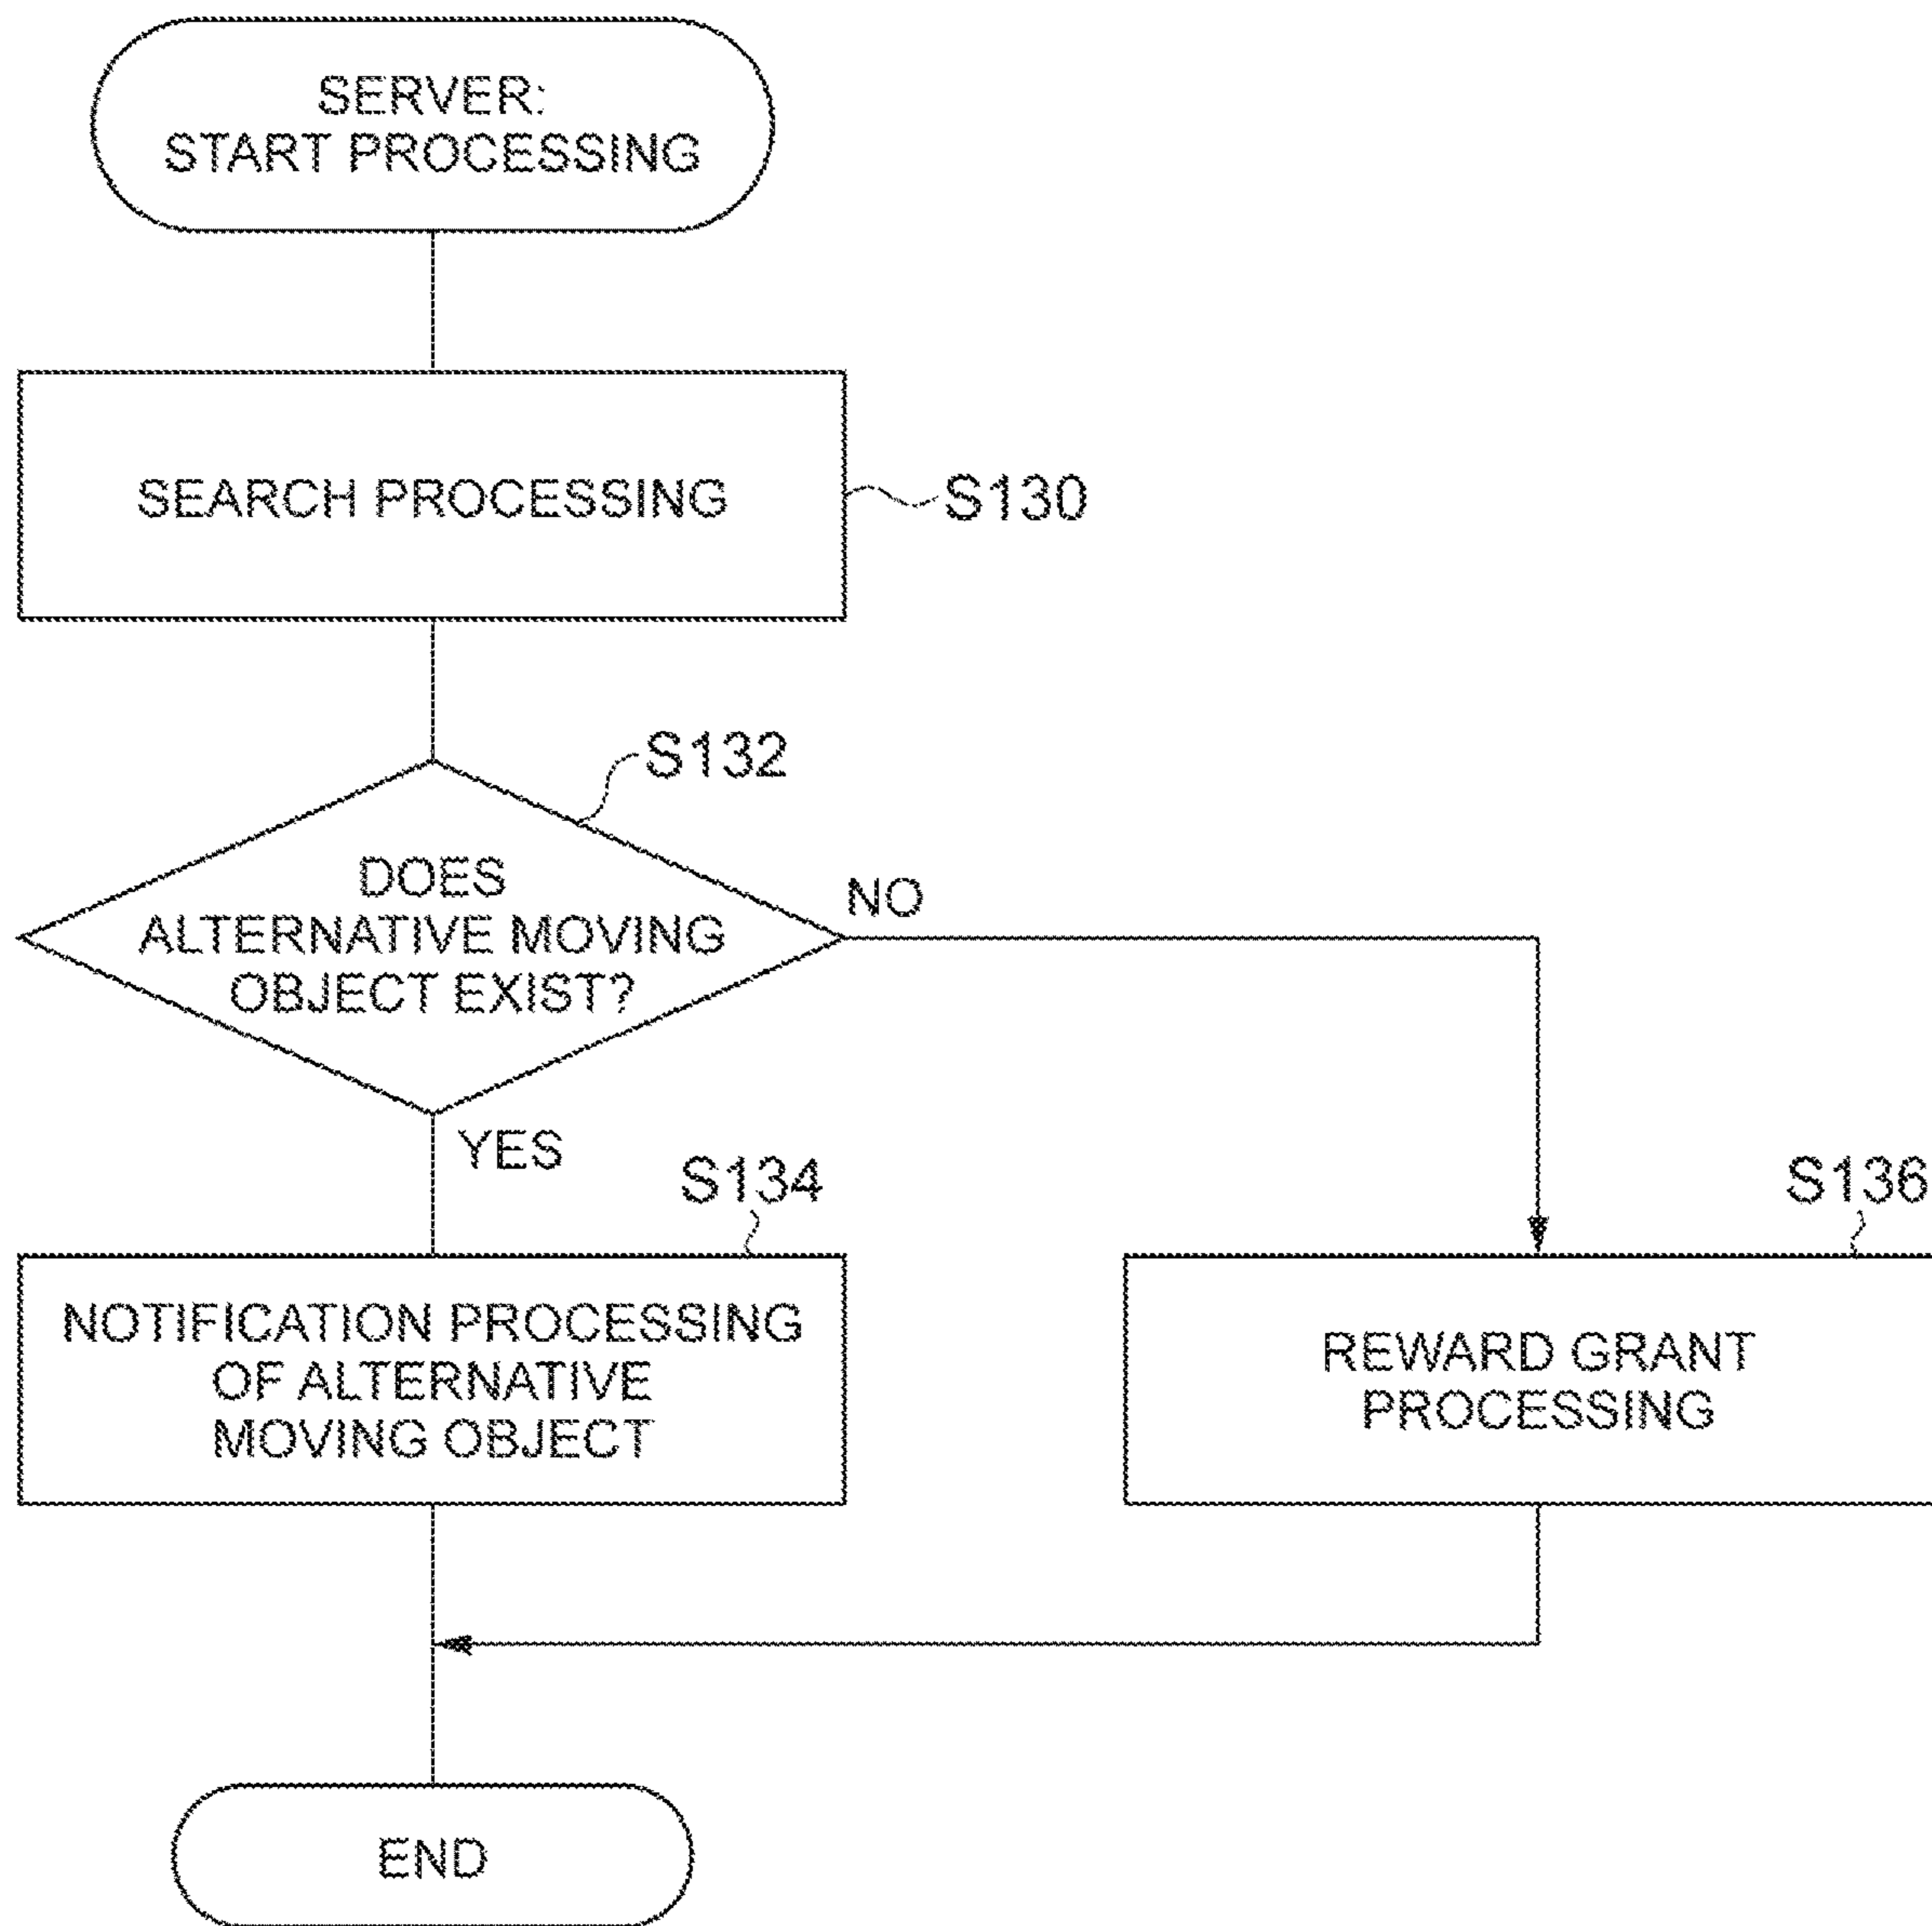 SERVER:
START PROCESSING
SEARCH PROCESSING
S130
S132
DOES
ALTERNATIVE MOVING
OBJECT EXIST?
NO
YES
S134
NOTIFICATION PROCESSING
OF ALTERNATIVE
MOVING OBJECT
S136
REWARD GRANT
PROCESSING
END